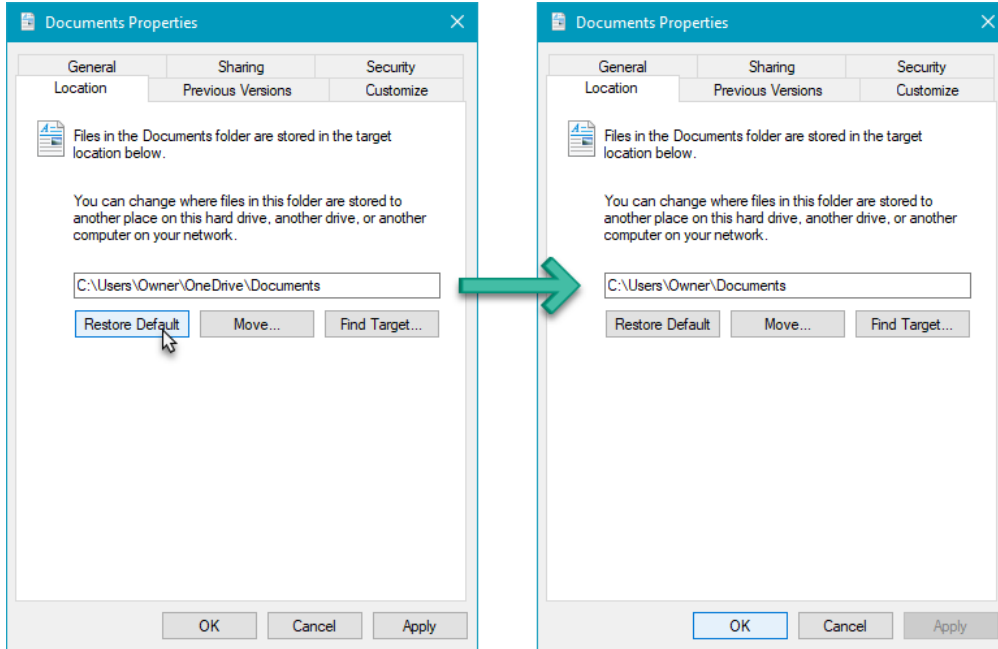 Documents Properties
General Sharing Security
Location Previous Versions Customize
Files in the Documents folder are stored in the target
location below.
You can change where files in this folder are stored to
another place on this hard drive, another drive, or another
computer on your network.
C:\Users\Owner\OneDrive\Documents
Restore Default Move... Find Target...
OK Cancel Apply
Documents Properties
General Sharing Security
Location Previous Versions Customize
Files in the Documents folder are stored in the target
location below.
You can change where files in this folder are stored to
another place on this hard drive, another drive, or another
computer on your network.
C:\Users\Owner\Documents
Restore Default Move... Find Target...
OK Cancel Apply